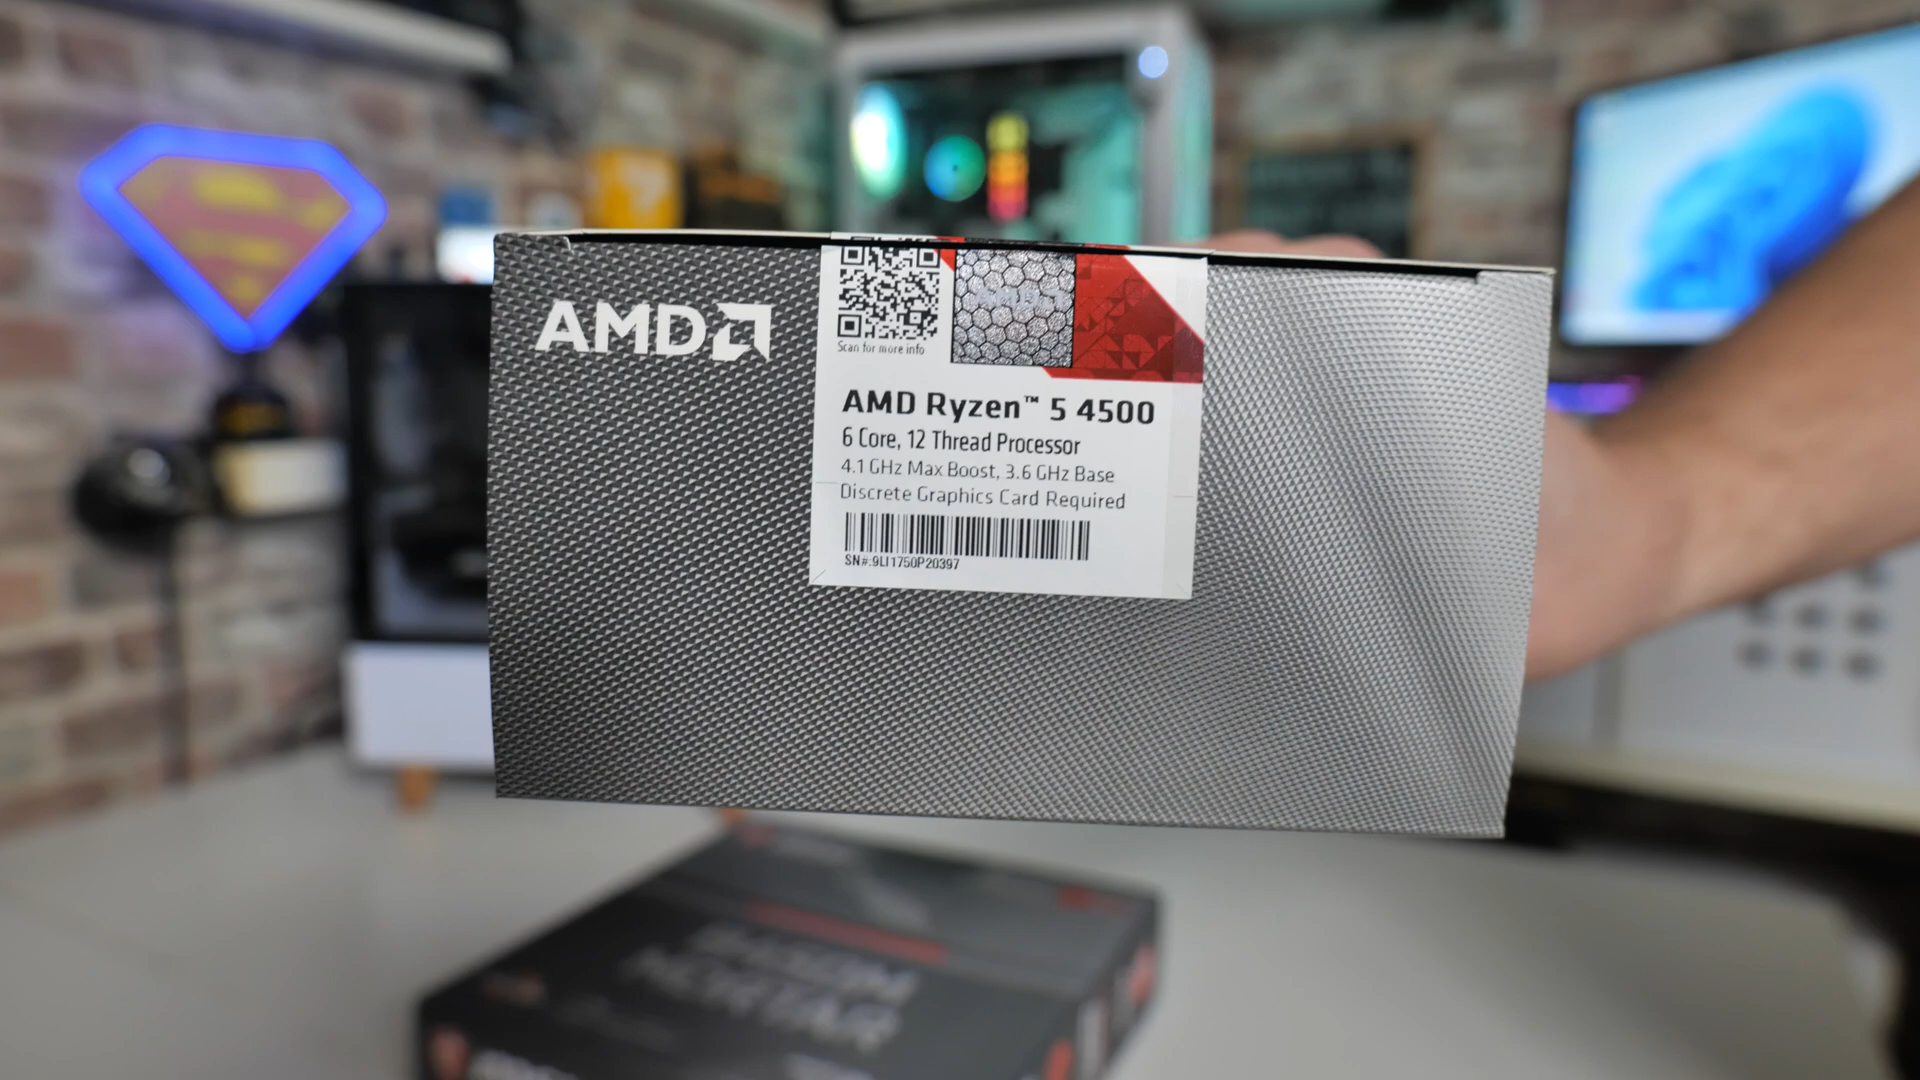 AMD
Scan for more info
AMD Ryzen™ 5 4500
6 Core, 12 Thread Processor
4.1 GHz Max Boost, 3.6 GHz Base
Discrete Graphics Card Required
SN#:9LI1750P20397
MORTAR